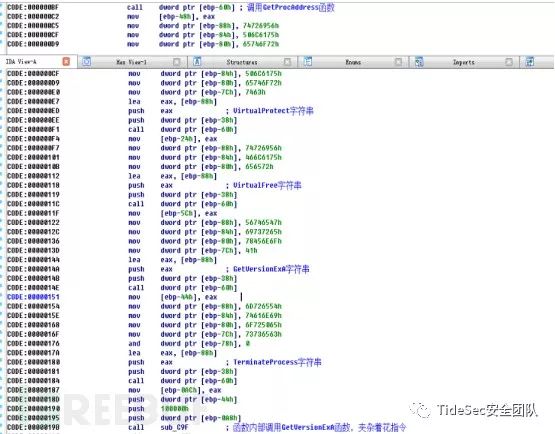 CODE:000000BF call dword ptr [ebp-60h] ; 调用GetProcAddress函数
CODE:000000C2 mov [ebp-48h], eax
CODE:000000C5 mov dword ptr [ebp-88h], 74726956h
CODE:000000CF mov dword ptr [ebp-84h], 506C6175h
CODE:000000D9 mov dword ptr [ebp-80h], 65746F72h
IDA View-A Hex View-1 Structures Enums Imports
CODE:000000CF mov dword ptr [ebp-84h], 506C6175h
CODE:000000D9 mov dword ptr [ebp-80h], 65746F72h
CODE:000000E0 mov dword ptr [ebp-7Ch], 7463h
CODE:000000E7 lea eax, [ebp-88h]
CODE:000000ED push eax ; VirtualProtect字符串
CODE:000000EE push dword ptr [ebp-38h]
CODE:000000F1 call dword ptr [ebp-60h]
CODE:000000F4 mov [ebp-24h], eax
CODE:000000F7 mov dword ptr [ebp-88h], 74726956h
CODE:00000101 mov dword ptr [ebp-84h], 466C6175h
CODE:0000010B mov dword ptr [ebp-80h], 656572h
CODE:00000112 lea eax, [ebp-88h]
CODE:00000118 push eax ; VirtualFree字符串
CODE:00000119 push dword ptr [ebp-38h]
CODE:0000011C call dword ptr [ebp-60h]
CODE:0000011F mov [ebp-5Ch], eax
CODE:00000122 mov dword ptr [ebp-88h], 56746547h
CODE:0000012C mov dword ptr [ebp-84h], 69737265h
CODE:00000136 mov dword ptr [ebp-80h], 78456E6Fh
CODE:0000013D mov dword ptr [ebp-7Ch], 41h
CODE:00000144 lea eax, [ebp-88h]
CODE:0000014A push eax ; GetVersionExA字符串
CODE:0000014B push dword ptr [ebp-38h]
CODE:0000014E call dword ptr [ebp-60h]
CODE:00000151 mov [ebp-44h], eax
CODE:00000154 mov dword ptr [ebp-88h], 6D726554h
CODE:0000015E mov dword ptr [ebp-84h], 74616E69h
CODE:00000168 mov dword ptr [ebp-80h], 6F725065h
CODE:0000016F mov dword ptr [ebp-7Ch], 73736563h
CODE:00000176 and dword ptr [ebp-78h], 0
CODE:0000017A lea eax, [ebp-88h]
CODE:00000180 push eax ; TerminateProcess字符串
CODE:00000181 push dword ptr [ebp-38h]
CODE:00000184 call dword ptr [ebp-60h]
CODE:00000187 mov [ebp-0ACh], eax
CODE:0000018D push dword ptr [ebp-44h]
CODE:00000190 push 100000h
CODE:00000195 push dword ptr [ebp-0A8h]
CODE:0000019B call sub_C9F ; 函数内部调用GetVersionExA函数，夹杂着花指令
TideSec安全团队